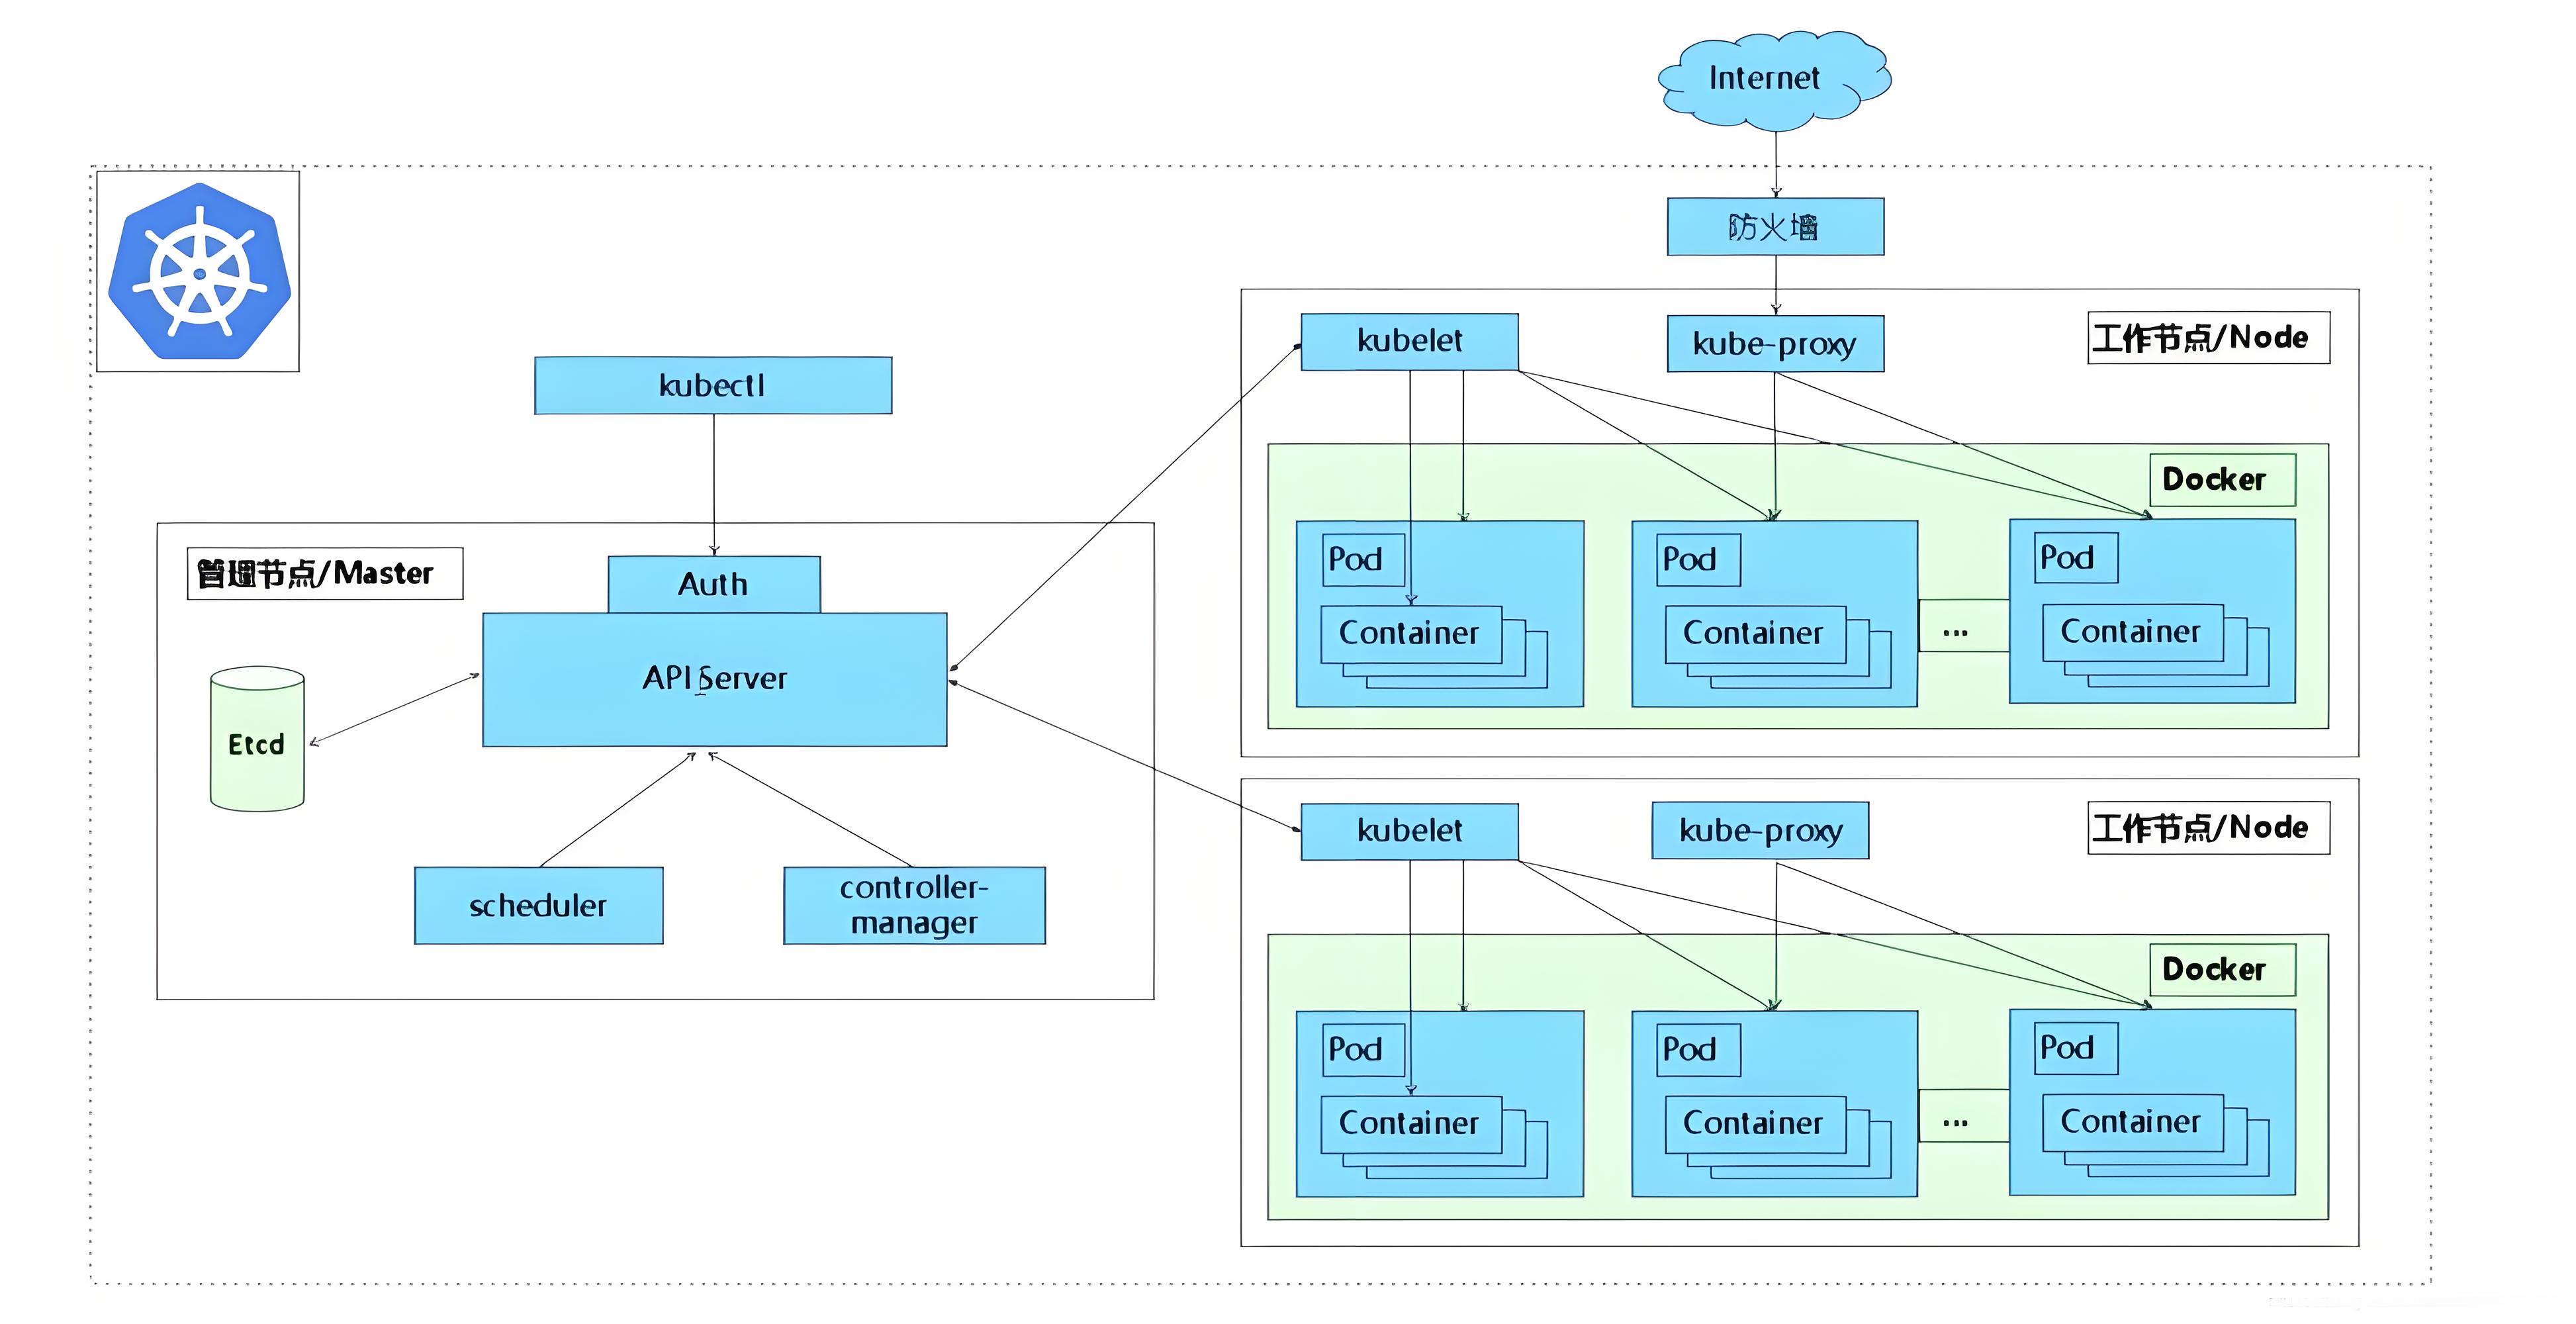 Internet
防火墙
kubelet
kube-proxy
工作节点/Node
kubectl
Docker
管理节点/Master
Auth
Pod
Pod
Pod
Container
Container
...
Container
API Server
Etcd
kubelet
kube-proxy
工作节点/Node
scheduler
controller-
manager
Docker
Pod
Pod
Pod
Container
Container
...
Container